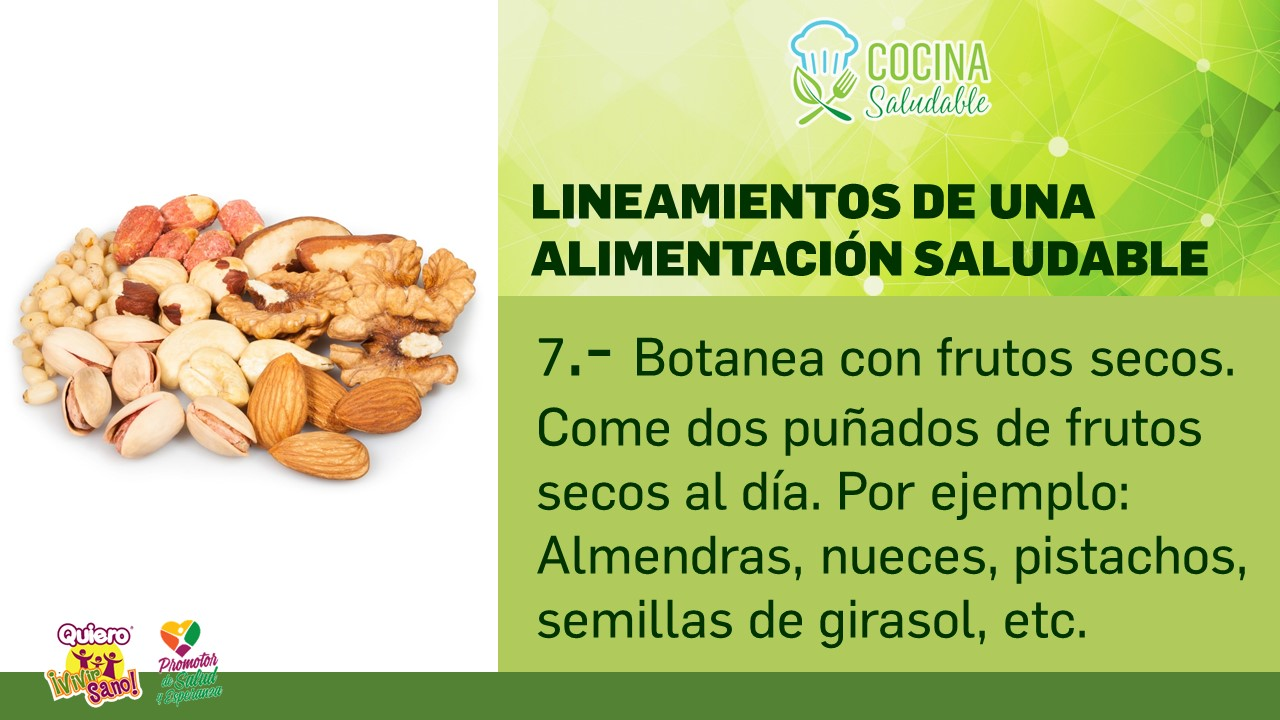 COCINA
Saludable
LINEAMIENTOS DE UNA
ALIMENTACIÓN SALUDABLE
7.- Botanea con frutos secos.
Come dos puñados de frutos
secos al día. Por ejemplo:
Almendras, nueces, pistachos,
semillas de girasol, etc.
Quiero
¡Vivir
Sano!
Promotor
de Salud
y Esperanza